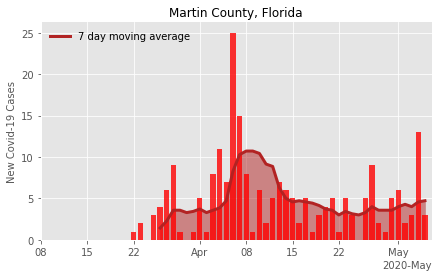 Martin County, Florida
7 day moving average
New Covid-19 Cases
25
20
15
10
5
0
08 15 22 Apr 08 15 22 May
2020-May